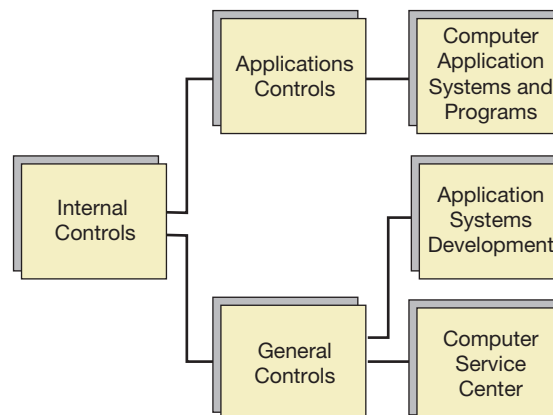 Applications
Controls
Computer
Application
Systems and
Programs
Internal
Controls
Application
Systems
Development
General
Controls
Computer
Service
Center